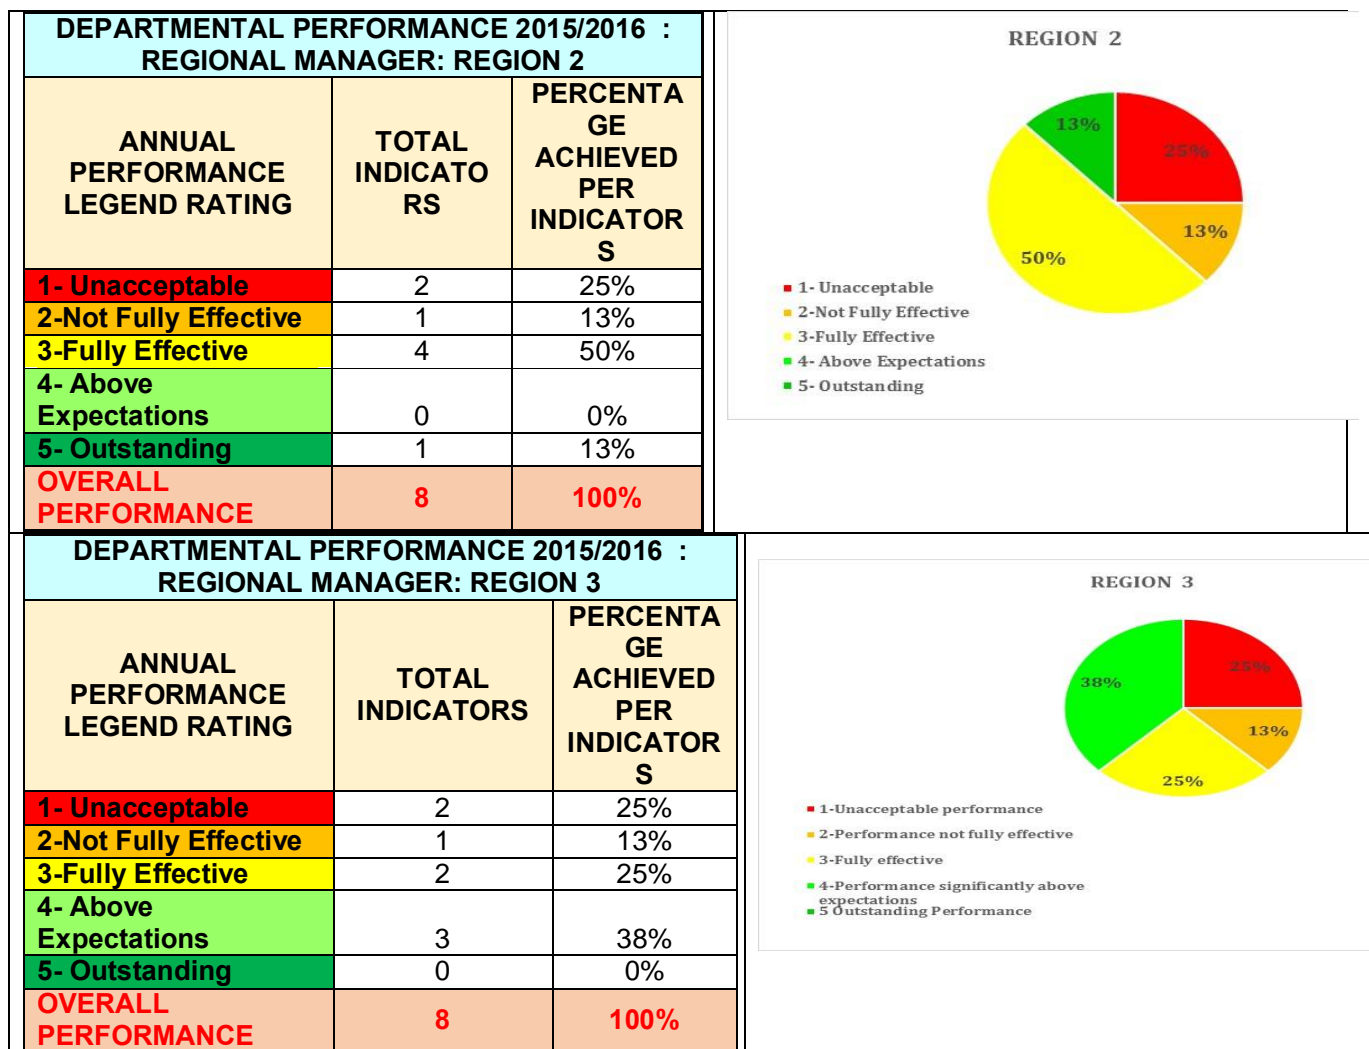 DEPARTMENTAL PERFORMANCE 2015/2016 :
REGIONAL MANAGER: REGION 2
ANNUAL
PERFORMANCE
LEGEND RATING
TOTAL
INDICATO
RS
PERCENTA
GE
ACHIEVED
PER
INDICATOR
S
1- Unacceptable 2 25%
2-Not Fully Effective 1 13%
3-Fully Effective 4 50%
4- Above
Expectations 0 0%
5- Outstanding 1 13%
OVERALL
PERFORMANCE 8 100%
REGION 2
13%
25%
13%
50%
1- Unacceptable
2-Not Fully Effective
3-Fully Effective
4- Above Expectations
5- Outstanding
DEPARTMENTAL PERFORMANCE 2015/2016 :
REGIONAL MANAGER: REGION 3
ANNUAL
PERFORMANCE
LEGEND RATING
TOTAL
INDICATORS
PERCENTA
GE
ACHIEVED
PER
INDICATOR
S
1- Unacceptable 2 25%
2-Not Fully Effective 1 13%
3-Fully Effective 2 25%
4- Above
Expectations 3 38%
5- Outstanding 0 0%
OVERALL
PERFORMANCE 8 100%
REGION 3
25%
38%
13%
25%
1-Unacceptable performance
2-Performance not fully effective
3-Fully effective
4-Performance significantly above
expectations
5 Outstanding Performance